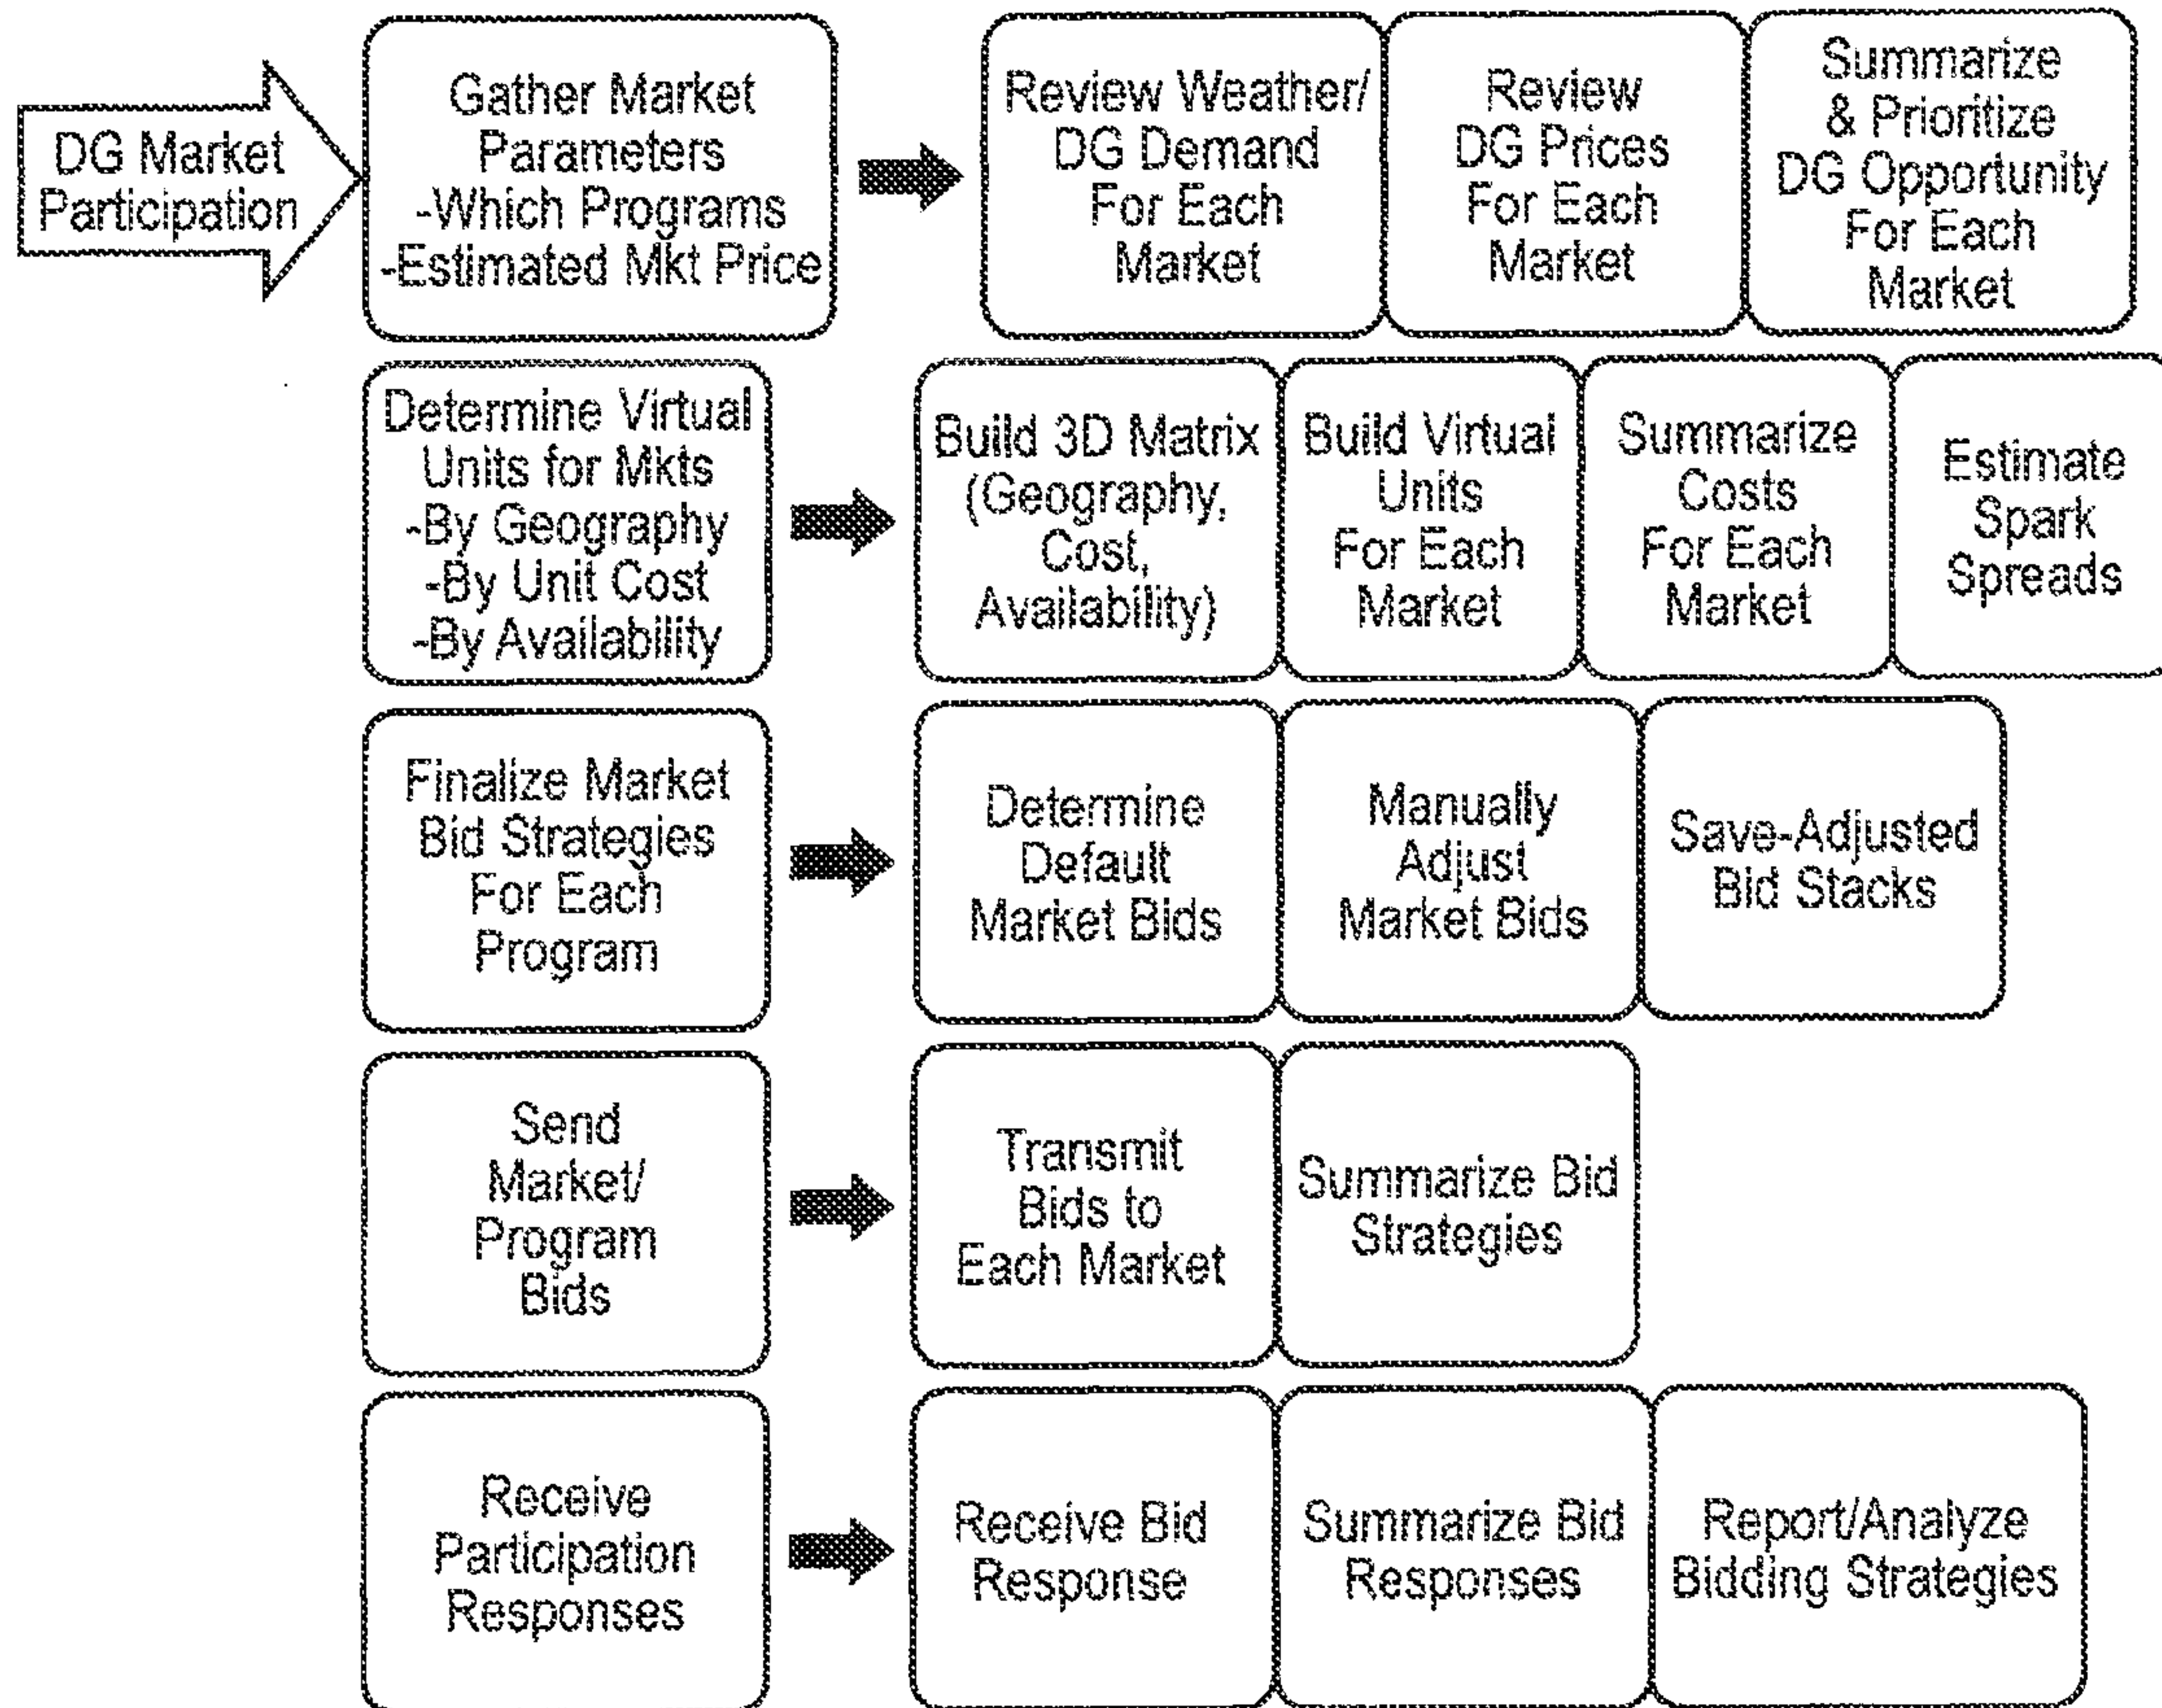 DG Market
Participation
Gather Market
Parameters
-Which Programs
-Estimated Mkt Price
Review Weather/
DG Demand
For Each
Market
Review
DG Prices
For Each
Market
Summarize
& Prioritize
DG Opportunity
For Each
Market
Determine Virtual
Units for Mkts
-By Geography
-By Unit Cost
-By Availability
Build 3D Matrix
(Geography,
Cost,
Availability)
Build Virtual
Units
For Each
Market
Summarize
Costs
For Each
Market
Estimate
Spark
Spreads
Finalize Market
Bid Strategies
For Each
Program
Determine
Default
Market Bids
Manually
Adjust
Market Bids
Save-Adjusted
Bid Stacks
Send
Market/
Program
Bids
Transmit
Bids to
Each Market
Summarize Bid
Strategies
Receive
Participation
Responses
Receive Bid
Response
Summarize Bid
Responses
Report/Analyze
Bidding Strategies